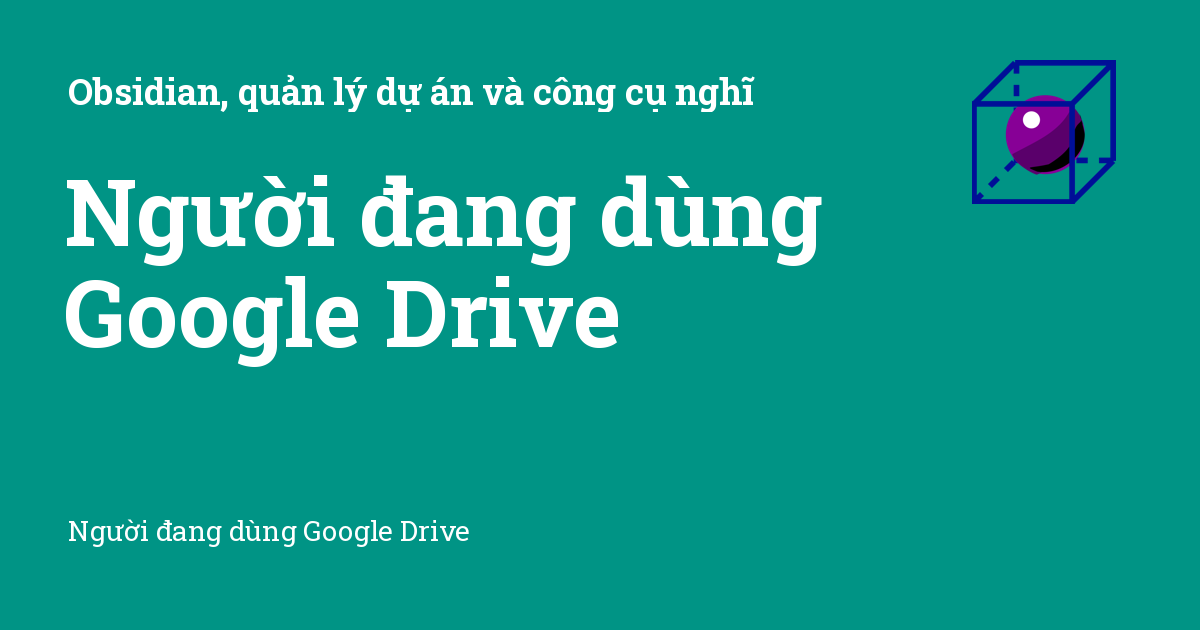 Obsidian, quản lý dự án và công cụ nghĩ
Người đang dùng
Google Drive
Người đang dùng Google Drive